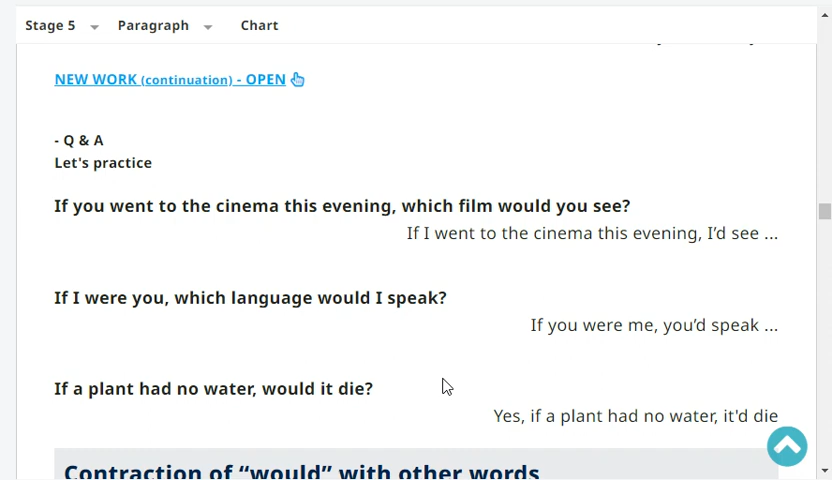 Stage 5 Paragraph Chart
NEW WORK (continuation) - OPEN
- Q & A
Let's practice
If you went to the cinema this evening, which film would you see?
If I went to the cinema this evening, I’d see ...
If I were you, which language would I speak?
If you were me, you’d speak ...
If a plant had no water, would it die?
Yes, if a plant had no water, it'd die
Contraction of “would” with other words